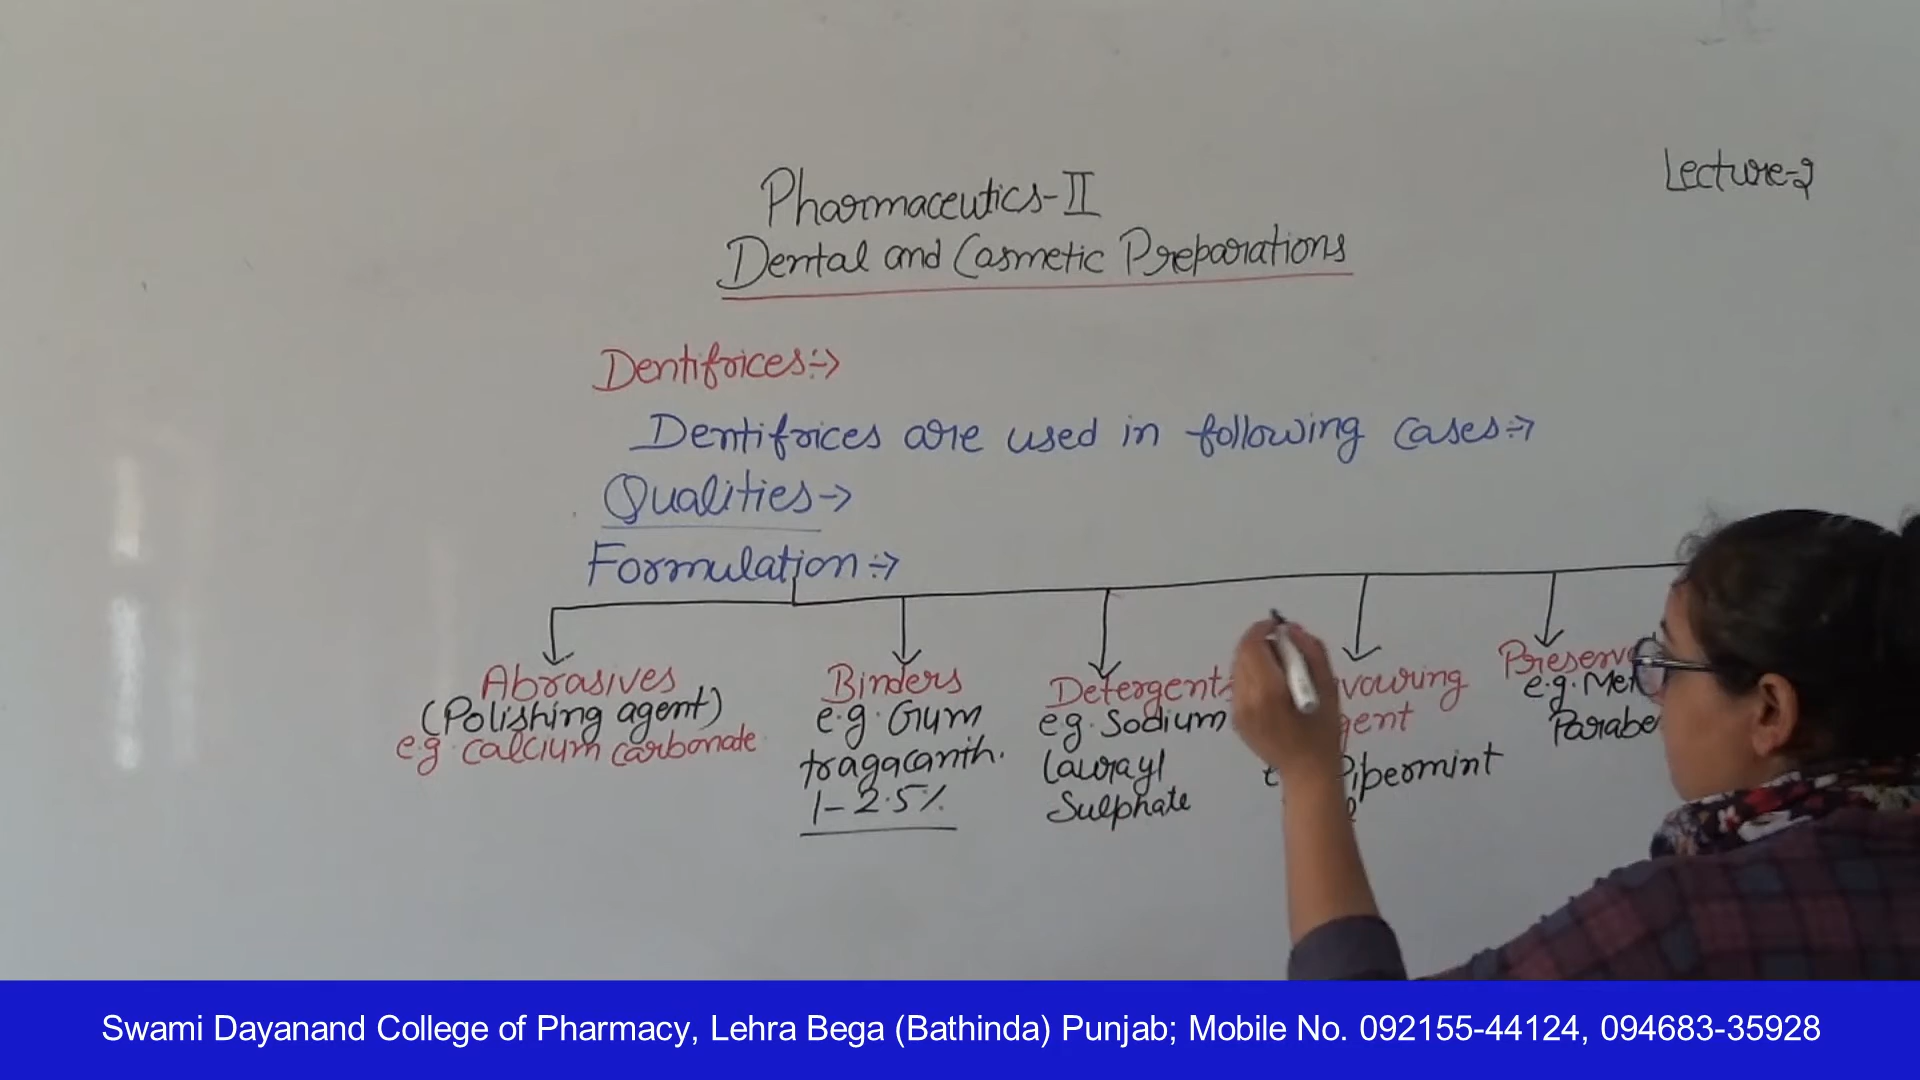 Lecture-2
Pharmaceutics-II
Dental and Cosmetic Preparations
Dentifrices:→
Dentifrices are used in following cases:→
Qualities→
Formulation:→
Abrasives
(Polishing agent)
e.g. calcium carbonate
Binders
e.g. Gum
tragacanth.
1-2.5%
Detergents
e.g. Sodium
Laurayl
Sulphate
Pipermint
Swami Dayanand College of Pharmacy, Lehra Bega (Bathinda) Punjab; Mobile No. 092155-44124, 094683-35928